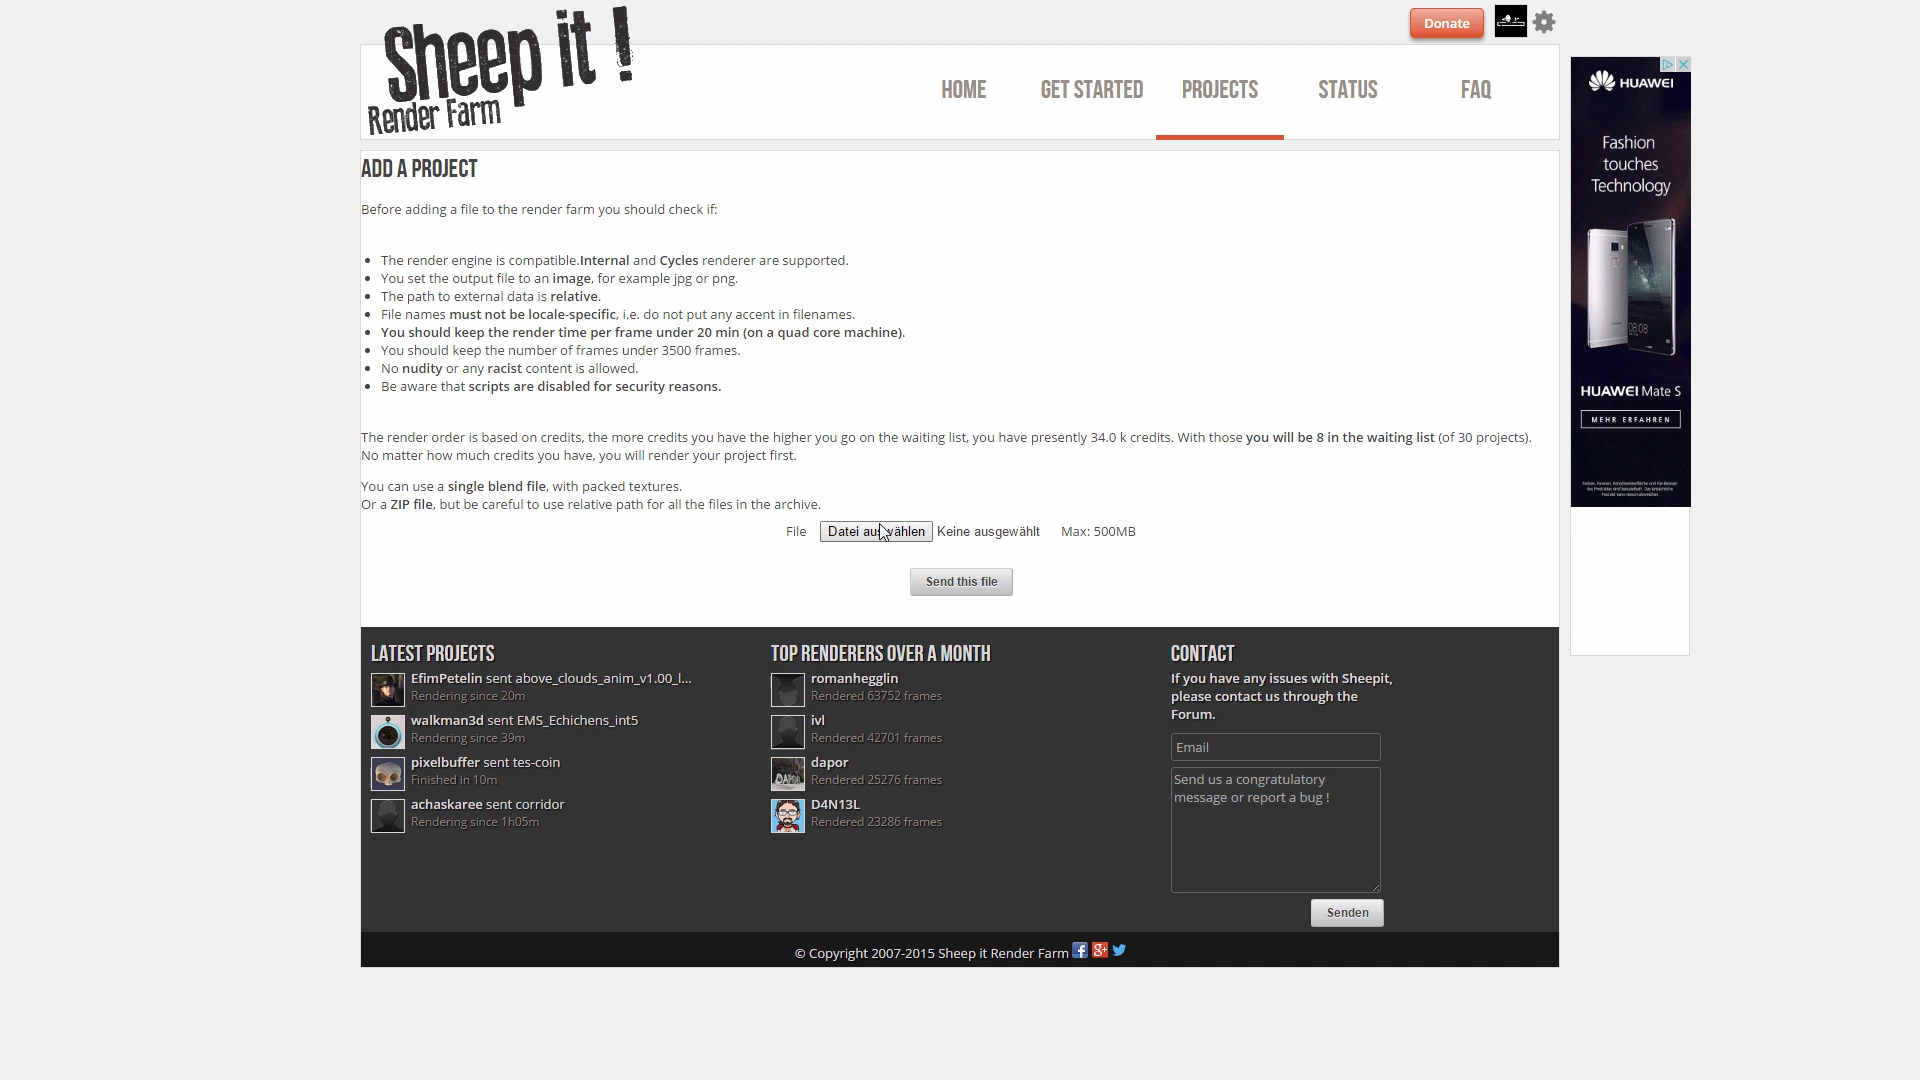 Sheep it !
Render Farm
Donate
HOME
GET STARTED
PROJECTS
STATUS
FAQ
HUAWEI
Fashion
touches
Technology
08:08
HUAWEI Mate S
MEHR ERFAHREN
ADD A PROJECT
Before adding a file to the render farm you should check if:
The render engine is compatible.Internal and Cycles renderer are supported.
You set the output file to an image, for example jpg or png.
The path to external data is relative.
File names must not be locale-specific, i.e. do not put any accent in filenames.
You should keep the render time per frame under 20 min (on a quad core machine).
You should keep the number of frames under 3500 frames.
No nudity or any racist content is allowed.
Be aware that scripts are disabled for security reasons.
The render order is based on credits, the more credits you have the higher you go on the waiting list, you have presently 34.0 k credits. With those you will be 8 in the waiting list (of 30 projects).
No matter how much credits you have, you will render your project first.
You can use a single blend file, with packed textures.
Or a ZIP file, but be careful to use relative path for all the files in the archive.
File Datei auswählen Keine ausgewählt Max: 500MB
Send this file
LATEST PROJECTS
EfimPetelin sent above_clouds_anim_v1.00_l...
Rendering since 20m
walkman3d sent EMS_Echichens_int5
Rendering since 39m
pixelbuffer sent tes-coin
Finished in 10m
achaskaree sent corridor
Rendering since 1h05m
TOP RENDERERS OVER A MONTH
romanhegglin
Rendered 63752 frames
ivl
Rendered 42701 frames
DAPOR
dapor
Rendered 25276 frames
D4N13L
Rendered 23286 frames
CONTACT
If you have any issues with Sheepit,
please contact us through the
Forum.
Email
Send us a congratulatory
message or report a bug !
Senden
© Copyright 2007-2015 Sheep it Render Farm